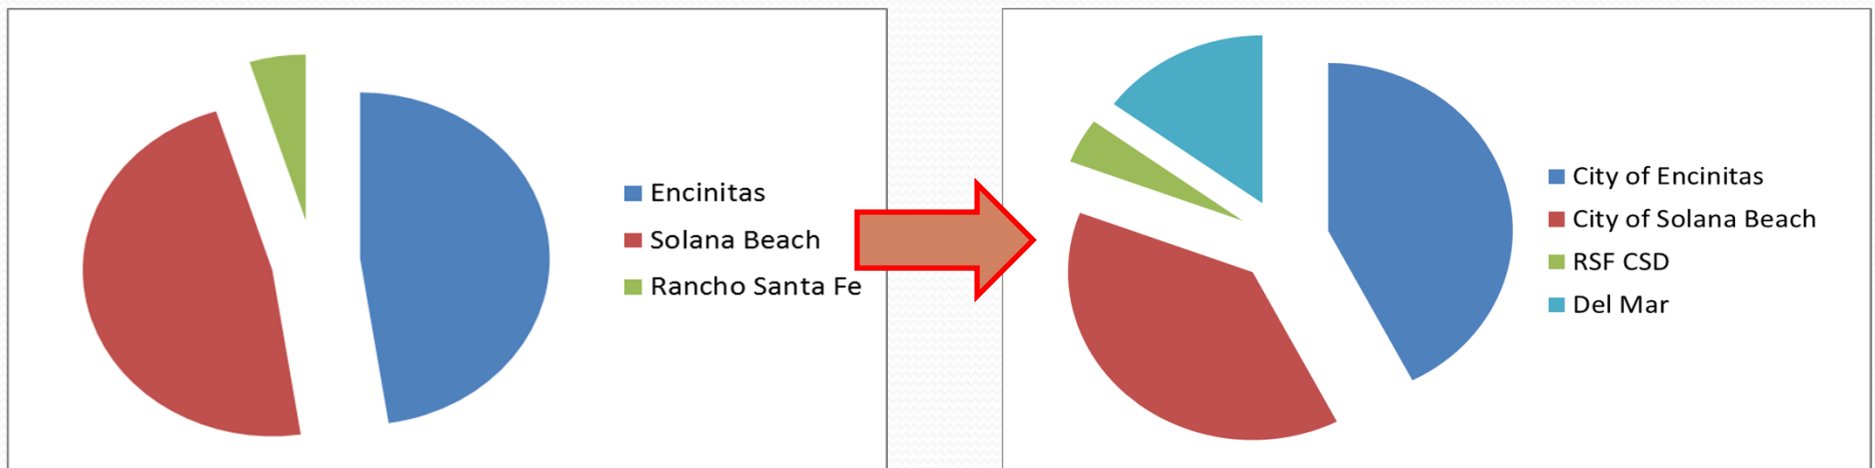 Encinitas
Solana Beach
Rancho Santa Fe
City of Encinitas
City of Solana Beach
RSF CSD
Del Mar